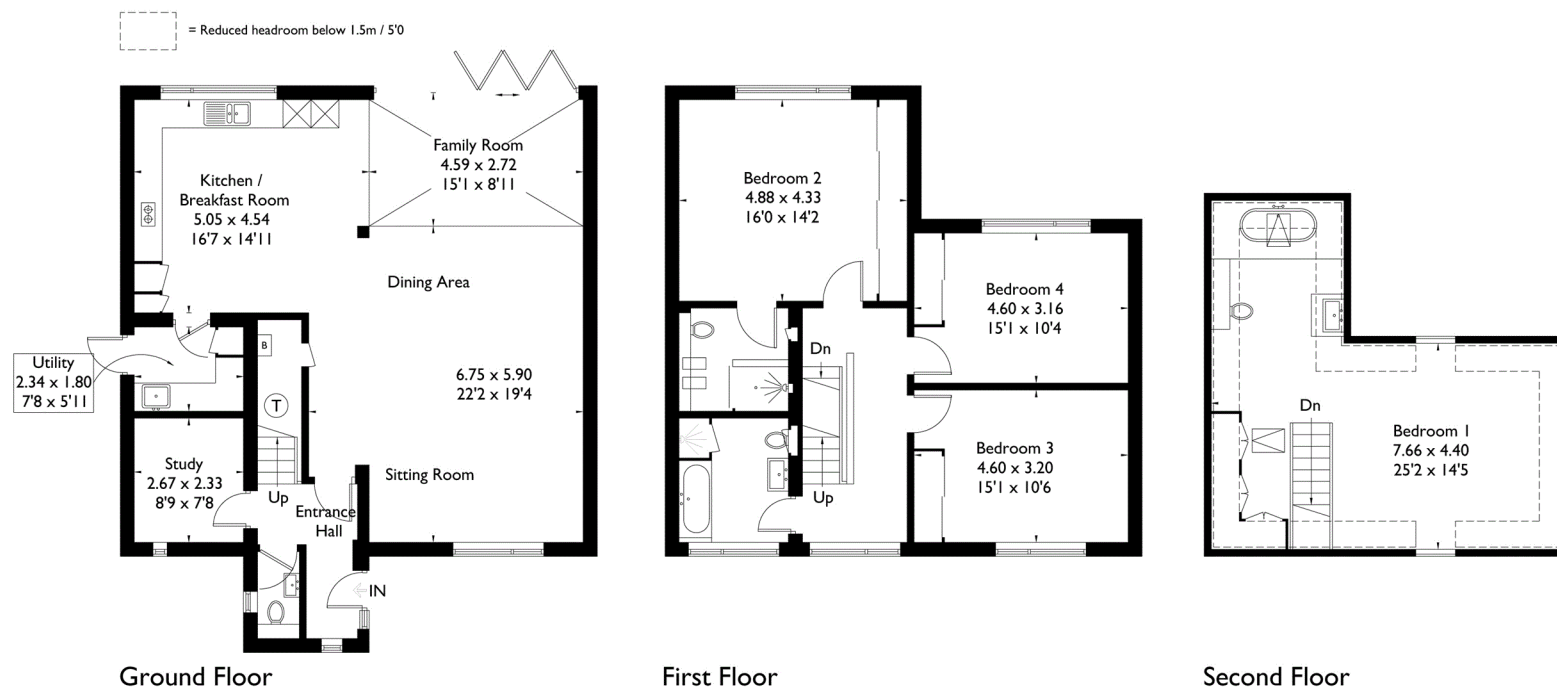 = Reduced headroom below 1.5m / 5'0
Family Room
4.59 x 2.72
15'1 x 8'11
Kitchen /
Breakfast Room
5.05 x 4.54
16'7 x 14'11
Dining Area
Utility
2.34 x 1.80
7'8 x 5'11
B
T
6.75 x 5.90
22'2 x 19'4
Study
2.67 x 2.33
8'9 x 7'8
Up
Sitting Room
Entrance
Hall
IN
Ground Floor
Bedroom 2
4.88 x 4.33
16'0 x 14'2
Bedroom 4
4.60 x 3.16
15'1 x 10'4
Dn
Bedroom 3
4.60 x 3.20
15'1 x 10'6
Up
First Floor
Dn
Bedroom 1
7.66 x 4.40
25'2 x 14'5
Second Floor